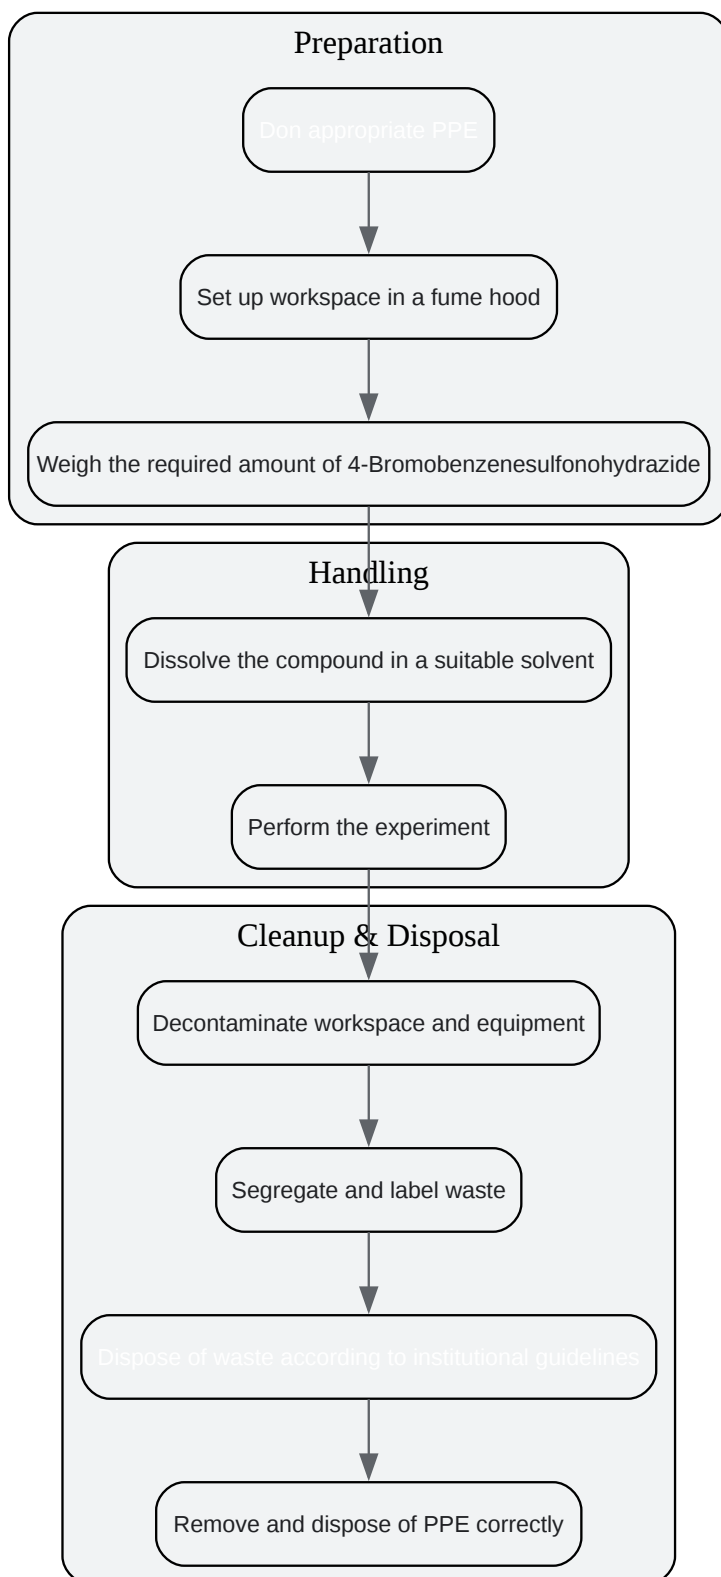 Preparation
Don appropriate PPE
Set up workspace in a fume hood
Weigh the required amount of 4-Bromobenzenesulfonohydrazide
Handling
Dissolve the compound in a suitable solvent
Perform the experiment
Cleanup & Disposal
Decontaminate workspace and equipment
Segregate and label waste
Dispose of waste according to institutional guidelines
Remove and dispose of PPE correctly